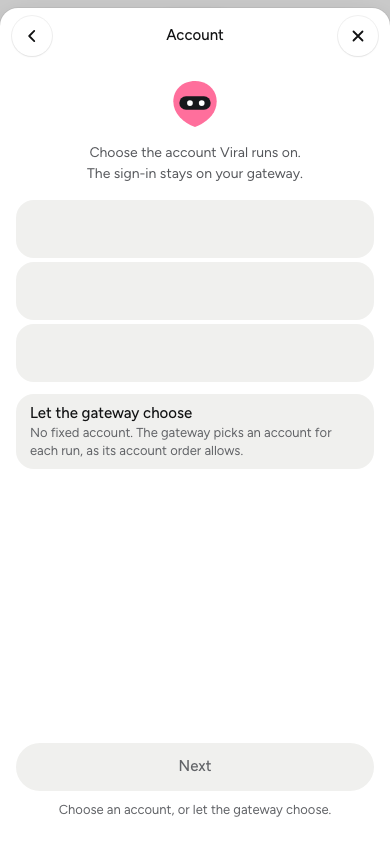 Account
Choose the account Viral runs on.
The sign-in stays on your gateway.
Let the gateway choose
No fixed account. The gateway picks an account for
each run, as its account order allows.
Next
Choose an account, or let the gateway choose.